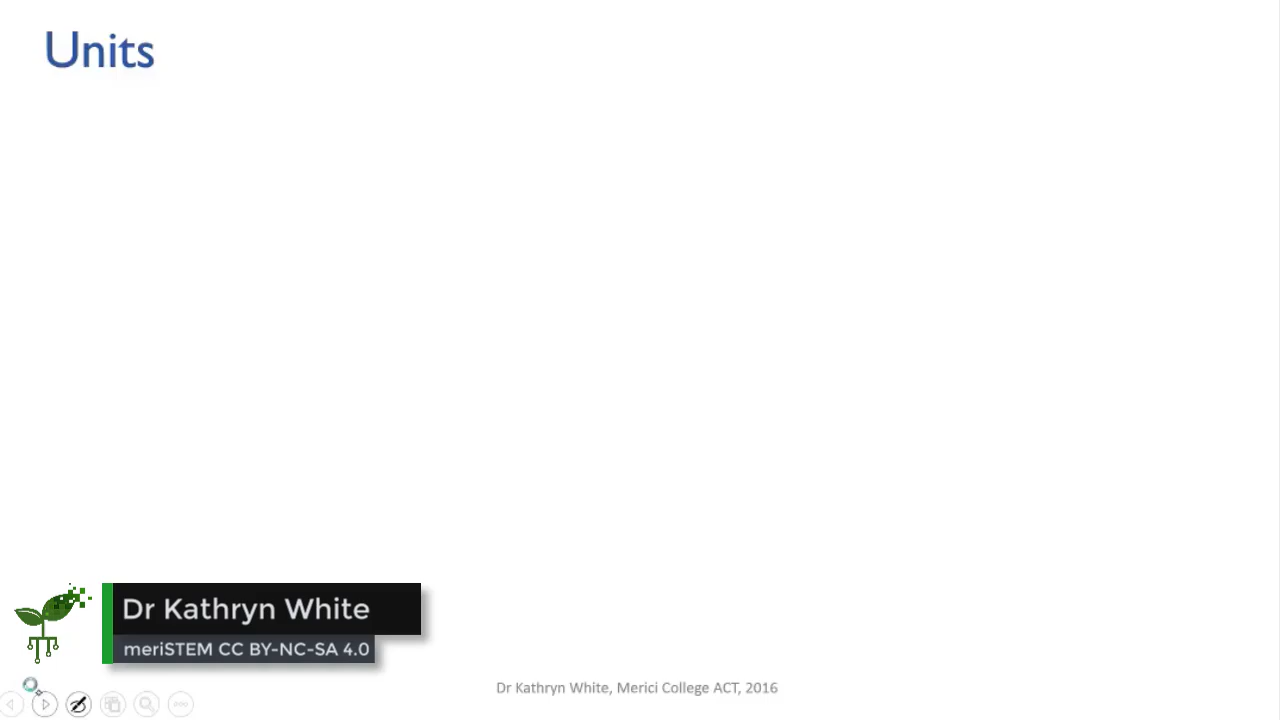 Units
Dr Kathryn White
meriSTEM CC BY-NC-SA 4.0
Dr Kathryn White, Merici College ACT, 2016